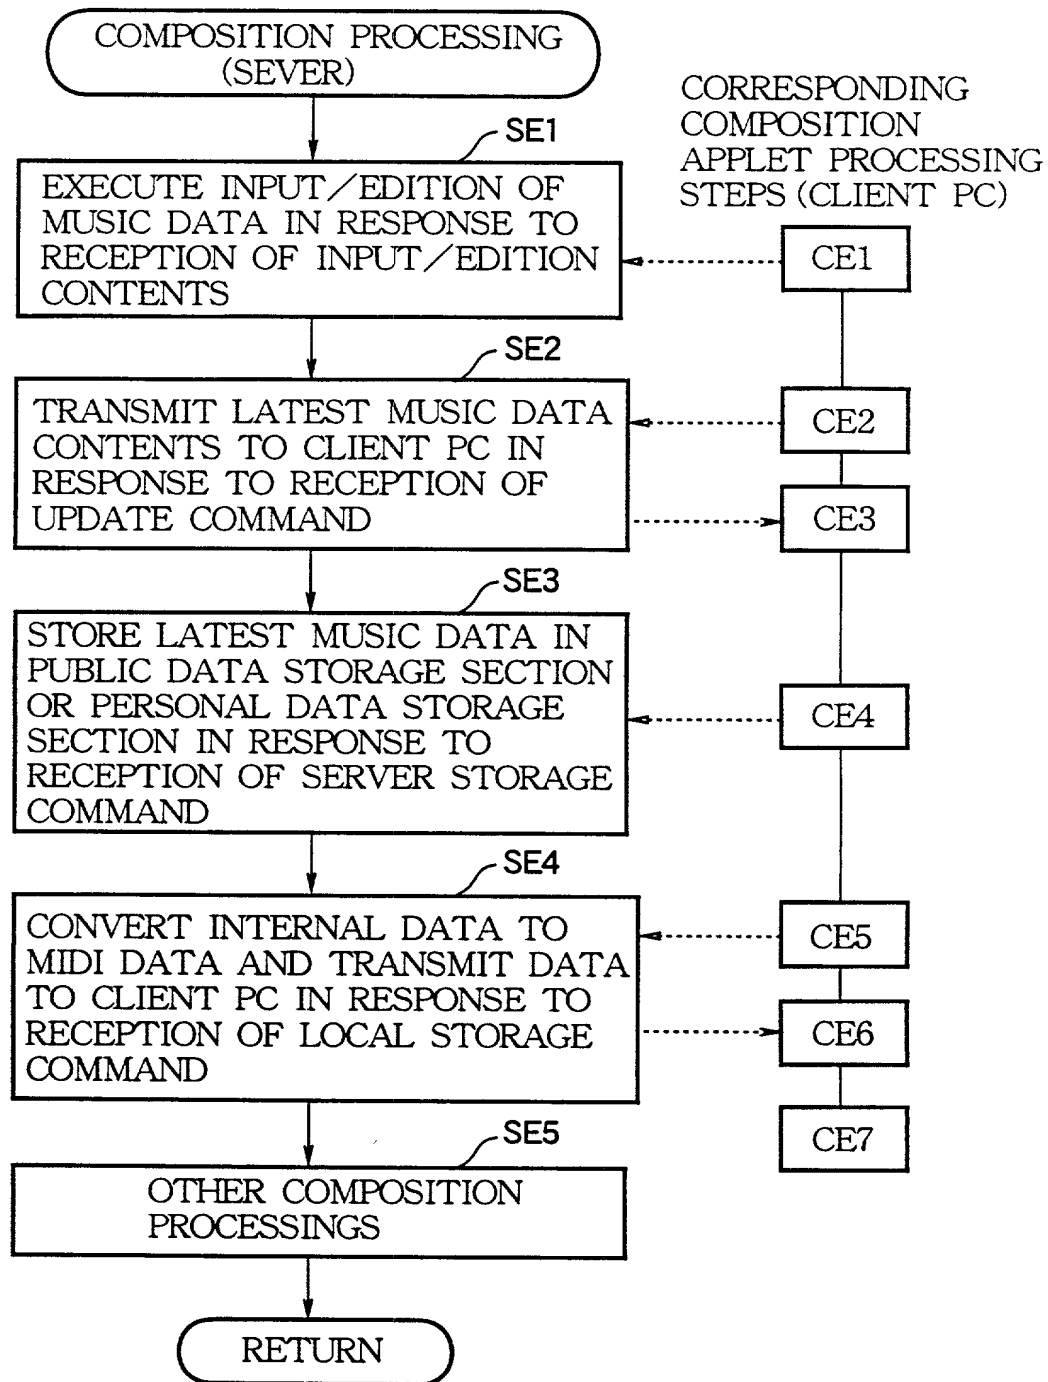 COMPOSITION PROCESSING
(SEVER)
CORRESPONDING
COMPOSITION
APPLET PROCESSING
STEPS (CLIENT PC)
SE1
EXECUTE INPUT/EDITION OF
MUSIC DATA IN RESPONSE TO
RECEPTION OF INPUT/EDITION
CONTENTS
CE1
SE2
TRANSMIT LATEST MUSIC DATA
CONTENTS TO CLIENT PC IN
RESPONSE TO RECEPTION OF
UPDATE COMMAND
CE2
CE3
SE3
STORE LATEST MUSIC DATA IN
PUBLIC DATA STORAGE SECTION
OR PERSONAL DATA STORAGE
SECTION IN RESPONSE TO
RECEPTION OF SERVER STORAGE
COMMAND
CE4
SE4
CONVERT INTERNAL DATA TO
MIDI DATA AND TRANSMIT DATA
TO CLIENT PC IN RESPONSE TO
RECEPTION OF LOCAL STORAGE
COMMAND
CE5
CE6
CE7
SE5
OTHER COMPOSITION
PROCESSINGS
RETURN